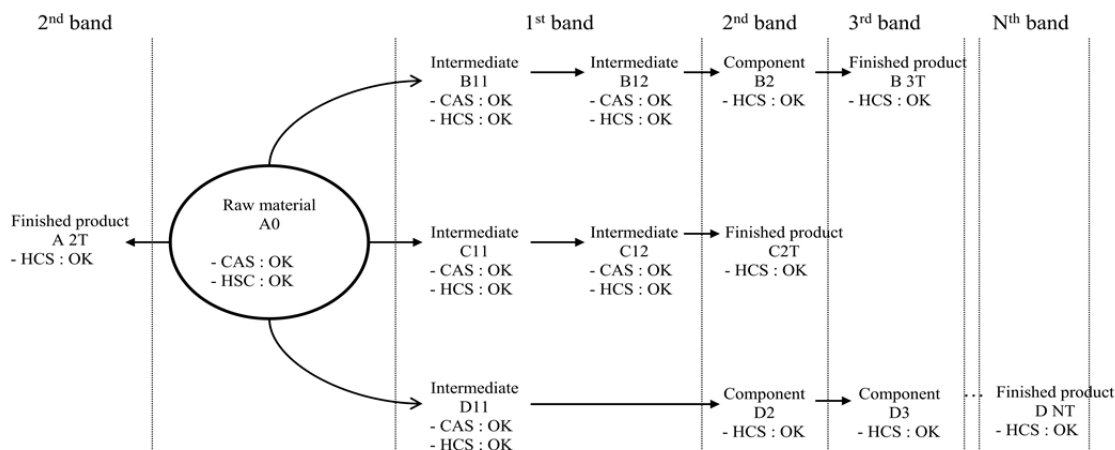 2nd band
1st band
2nd band
3rd band
Nth band
Intermediate
B11
- CAS : OK
- HCS : OK
Intermediate
B12
- CAS : OK
- HCS : OK
Component
B2
- HCS : OK
Finished product
B 3T
- HCS : OK
Finished product
A 2T
- HCS : OK
Raw material
A0
- CAS : OK
- HSC : OK
Intermediate
C11
- CAS : OK
- HCS : OK
Intermediate
C12
- CAS : OK
- HCS : OK
Finished product
C2T
- HCS : OK
Intermediate
D11
- CAS : OK
- HCS : OK
Component
D2
- HCS : OK
Component
D3
- HCS : OK
...
Finished product
D NT
- HCS : OK